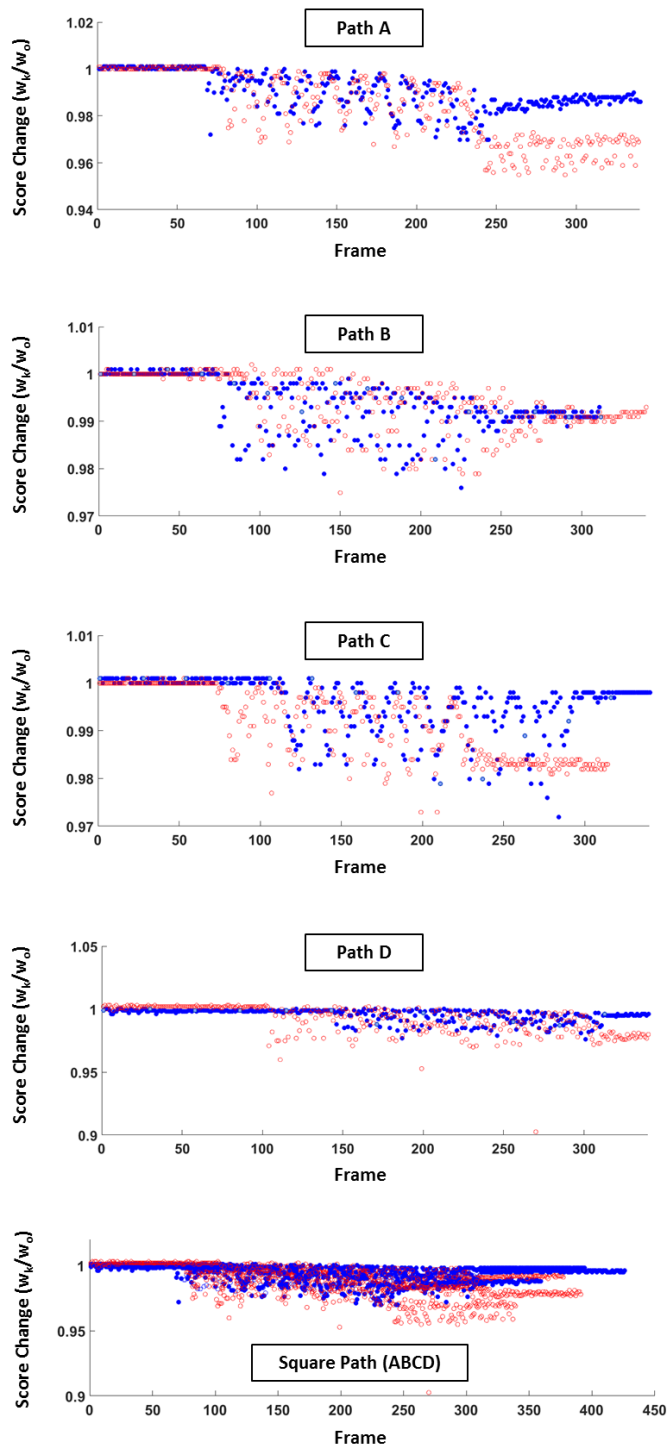 Path A
Score Change (wk/wo)
1.02
1
0.98
0.96
0.94
0 50 100 150 200 250 300
Frame
Path B
Score Change (wk/wo)
1.01
1
0.99
0.98
0.97
0 50 100 150 200 250 300
Frame
Path C
Score Change (wk/wo)
1.01
1
0.99
0.98
0.97
0 50 100 150 200 250 300
Frame
Path D
Score Change (wk/wo)
1.05
1
0.95
0.9
0 50 100 150 200 250 300
Frame
Score Change (wk/wo)
1
0.95
0.9
Square Path (ABCD)
0 50 100 150 200 250 300 350 400 450
Frame